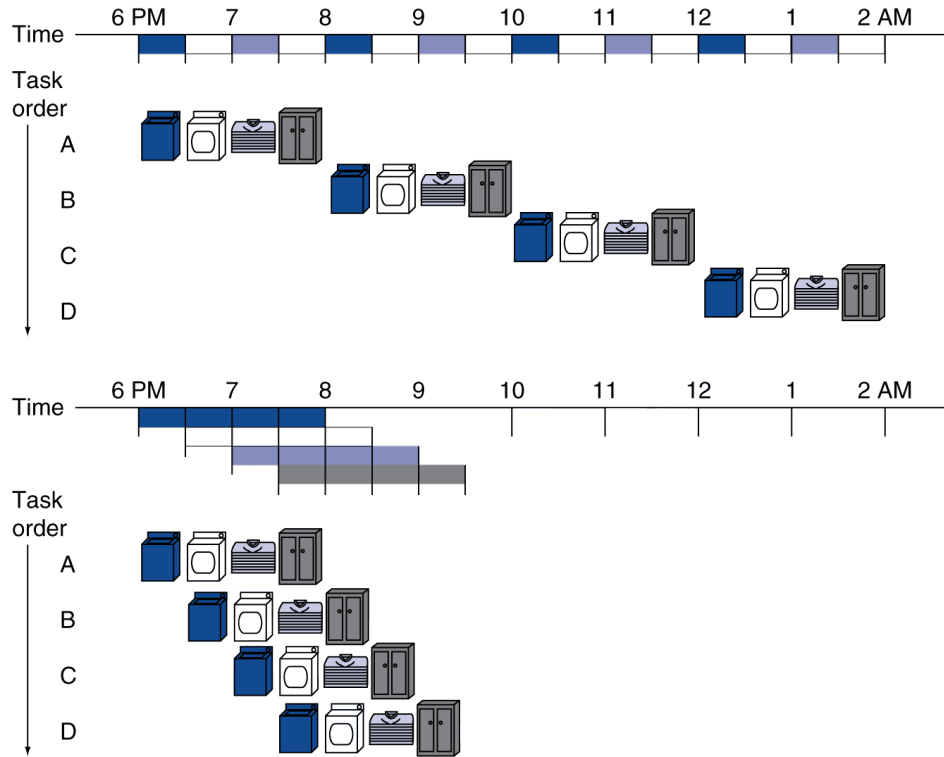 6 PM 7 8 9 10 11 12 1 2 AM
Time
Task
order
A
B
C
D
6 PM 7 8 9 10 11 12 1 2 AM
Time
Task
order
A
B
C
D